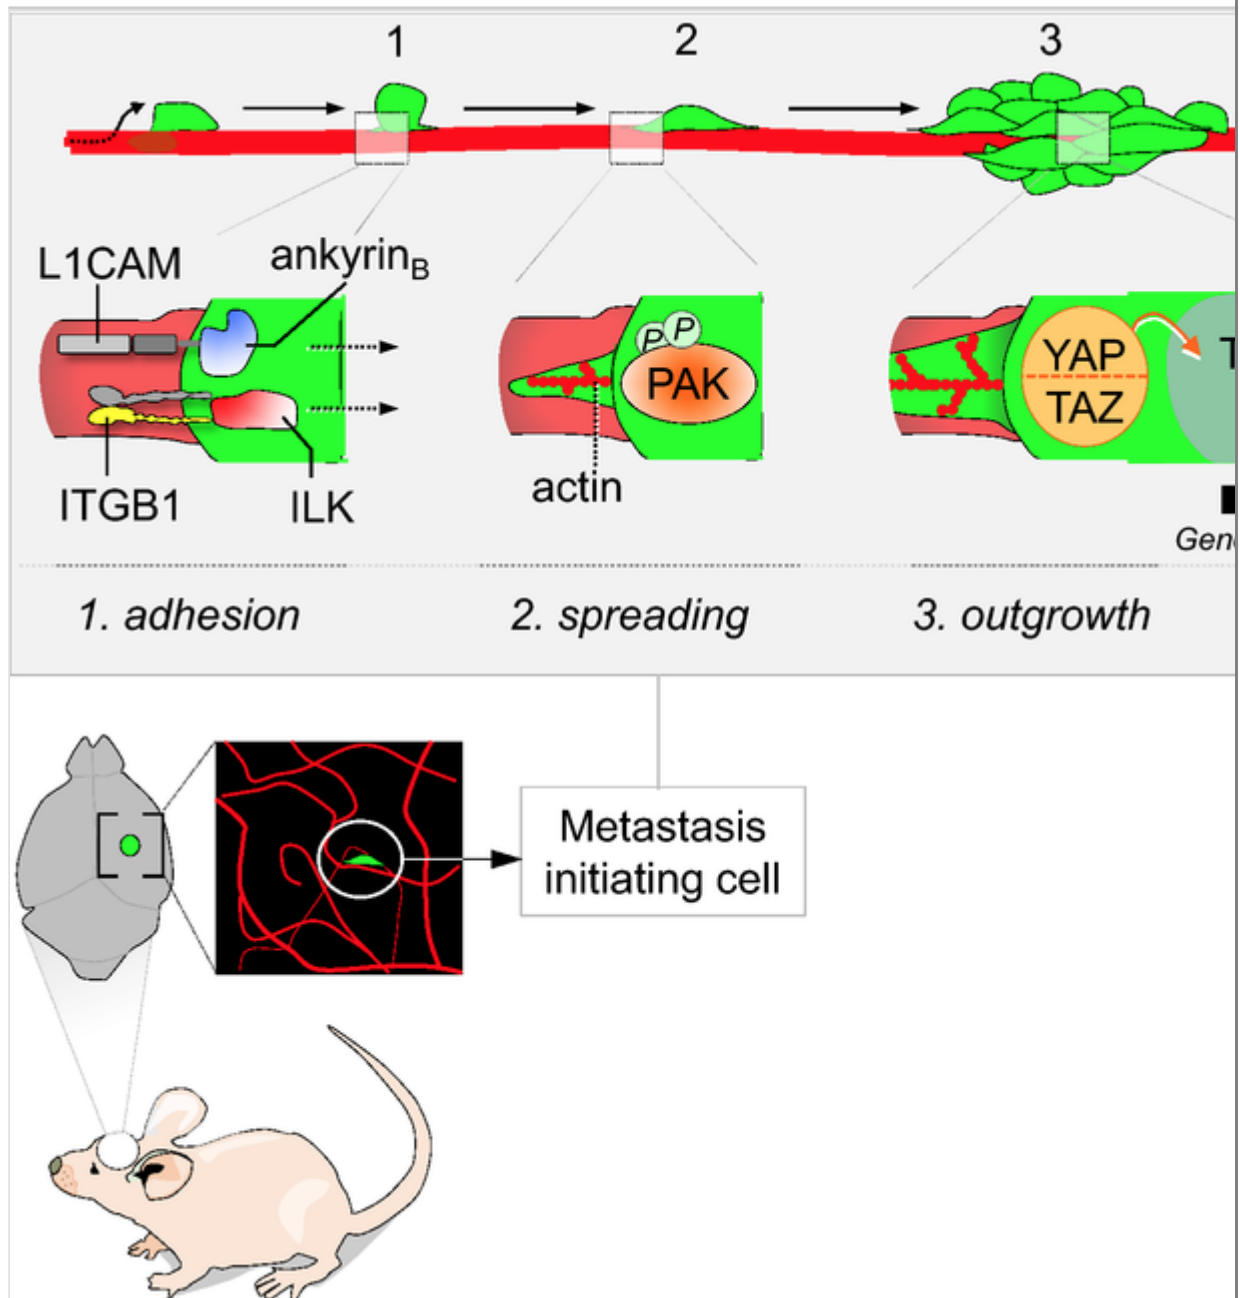 1 2 3
L1CAM
ankyrinB
P P
PAK
YAP
TAZ
T
actin
ITGB1
ILK
Gen
1. adhesion 2. spreading 3. outgrowth
Metastasis
initiating cell